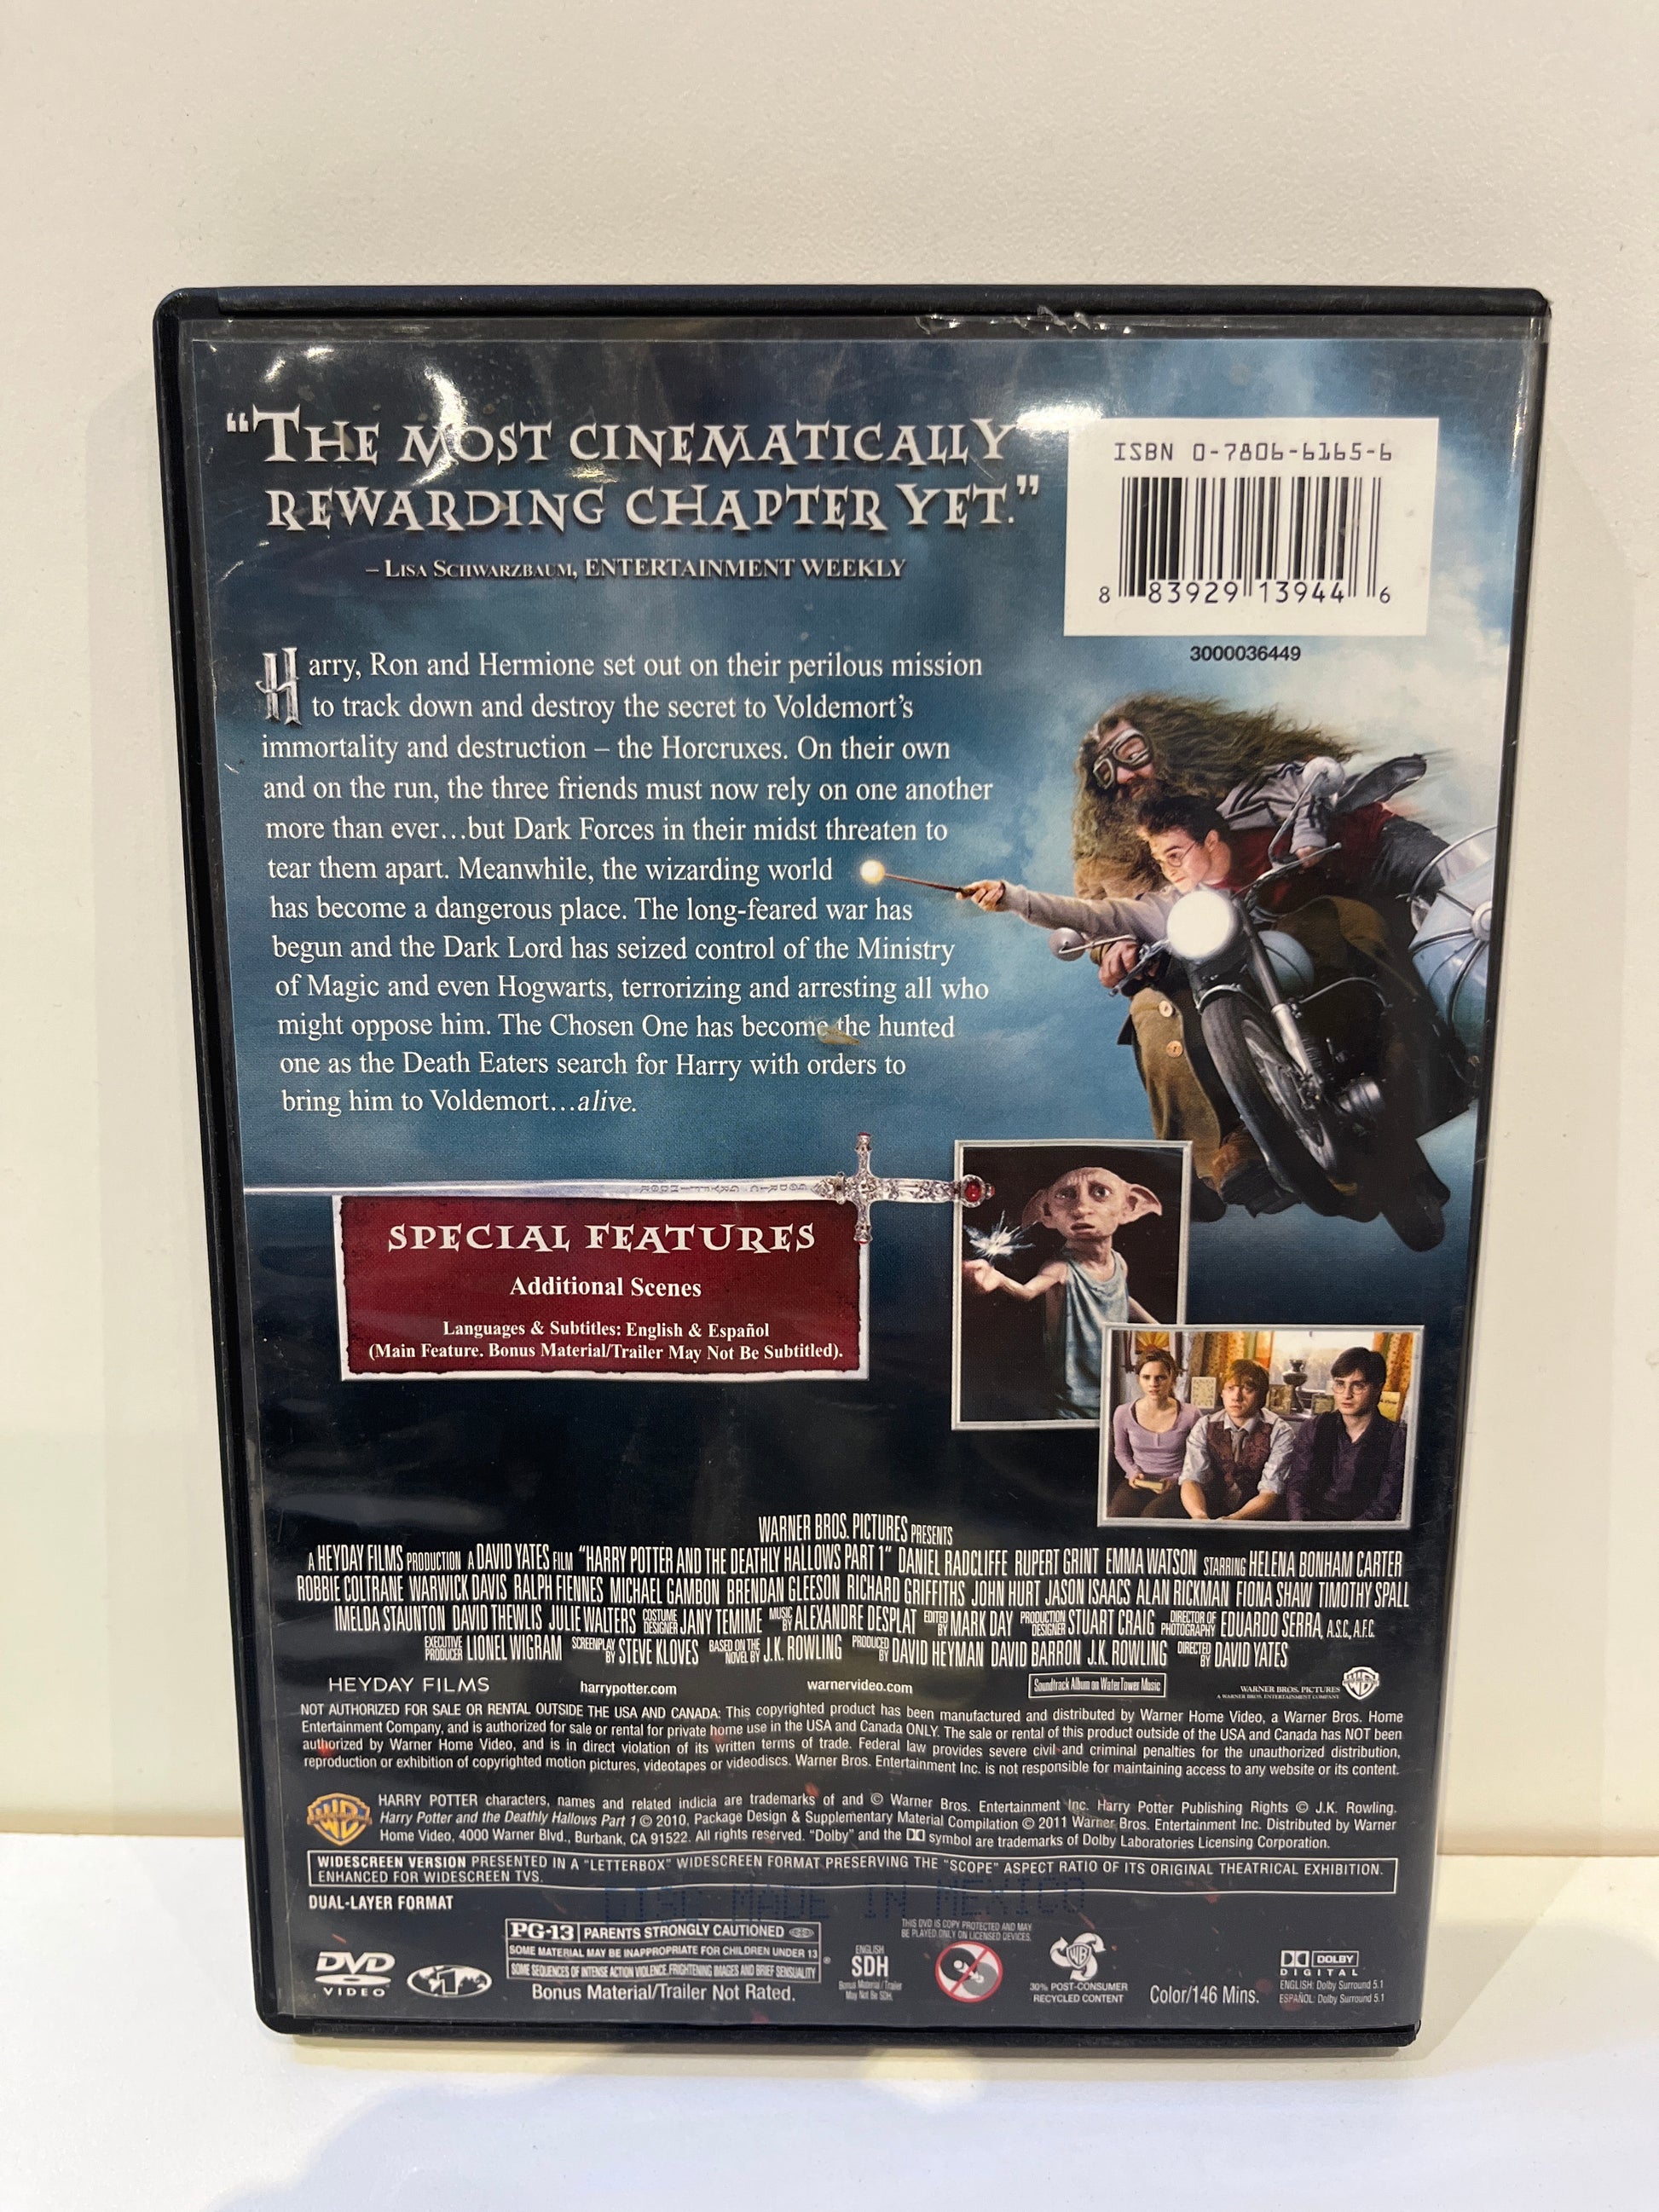 “THE MOST CINEMATICALLY
REWARDING CHAPTER YET.”
– LISA SCHWARZBAUM, ENTERTAINMENT WEEKLY
ISBN 0-7806-6165-6
8 83929 13944 6
3000036449
Harry, Ron and Hermione set out on their perilous mission
to track down and destroy the secret to Voldemort’s
immortality and destruction – the Horcruxes. On their own
and on the run, the three friends must now rely on one another
more than ever…but Dark Forces in their midst threaten to
tear them apart. Meanwhile, the wizarding world
has become a dangerous place. The long-feared war has
begun and the Dark Lord has seized control of the Ministry
of Magic and even Hogwarts, terrorizing and arresting all who
might oppose him. The Chosen One has become the hunted
one as the Death Eaters search for Harry with orders to
bring him to Voldemort…alive.
SPECIAL FEATURES
Additional Scenes
Languages & Subtitles: English & Español
(Main Feature. Bonus Material/Trailer May Not Be Subtitled).
WARNER BROS. PICTURES PRESENTS
A HEYDAY FILMS PRODUCTION A DAVID YATES FILM “HARRY POTTER AND THE DEATHLY HALLOWS PART 1” DANIEL RADCLIFFE RUPERT GRINT EMMA WATSON STARRING HELENA BONHAM CARTER
ROBBIE COLTRANE WARWICK DAVIS RALPH FIENNES MICHAEL GAMBON BRENDAN GLEESON RICHARD GRIFFITHS JOHN HURT JASON ISAACS ALAN RICKMAN FIONA SHAW TIMOTHY SPALL
IMELDA STAUNTON DAVID THEWLIS JULIE WALTERS COSTUME DESIGNER JANY TEMIME MUSIC BY ALEXANDRE DESPLAT EDITED BY MARK DAY PRODUCTION DESIGNER STUART CRAIG DIRECTOR OF PHOTOGRAPHY EDUARDO SERRA, A.S.C., A.F.C.
EXECUTIVE PRODUCER LIONEL WIGRAM SCREENPLAY BY STEVE KLOVES BASED ON THE NOVEL BY J.K. ROWLING PRODUCED BY DAVID HEYMAN DAVID BARRON J.K. ROWLING DIRECTED BY DAVID YATES
HEYDAY FILMS harrypotter.com warnervideo.com Soundtrack Album on WaterTower Music WARNER BROS. PICTURES
A WARNER BROS. ENTERTAINMENT COMPANY
NOT AUTHORIZED FOR SALE OR RENTAL OUTSIDE THE USA AND CANADA: This copyrighted product has been manufactured and distributed by Warner Home Video, a Warner Bros. Home
Entertainment Company, and is authorized for sale or rental for private home use in the USA and Canada ONLY. The sale or rental of this product outside of the USA and Canada has NOT been
authorized by Warner Home Video, and is in direct violation of its written terms of trade. Federal law provides severe civil and criminal penalties for the unauthorized distribution,
reproduction or exhibition of copyrighted motion pictures, videotapes or videodiscs. Warner Bros. Entertainment Inc. is not responsible for maintaining access to any website or its content.
HARRY POTTER characters, names and related indicia are trademarks of and © Warner Bros. Entertainment Inc. Harry Potter Publishing Rights © J.K. Rowling.
Harry Potter and the Deathly Hallows Part 1 © 2010, Package Design & Supplementary Material Compilation © 2011 Warner Bros. Entertainment Inc. Distributed by Warner
Home Video, 4000 Warner Blvd., Burbank, CA 91522. All rights reserved. "Dolby" and the symbol are trademarks of Dolby Laboratories Licensing Corporation.
WIDESCREEN VERSION PRESENTED IN A "LETTERBOX" WIDESCREEN FORMAT PRESERVING THE "SCOPE" ASPECT RATIO OF ITS ORIGINAL THEATRICAL EXHIBITION.
ENHANCED FOR WIDESCREEN TVS.
DISC MADE IN MEXICO
DUAL-LAYER FORMAT
DVD
VIDEO
PG-13 PARENTS STRONGLY CAUTIONED
SOME MATERIAL MAY BE INAPPROPRIATE FOR CHILDREN UNDER 13
SOME SEQUENCES OF INTENSE ACTION VIOLENCE, FRIGHTENING IMAGES AND BRIEF SENSUALITY
Bonus Material/Trailer Not Rated.
ENGLISH
SDH
Bonus Material/Trailer
May Not Be SDH.
THIS DVD IS COPY PROTECTED AND MAY
BE PLAYED ONLY ON LICENSED DEVICES.
30% POST-CONSUMER
RECYCLED CONTENT
Color/146 Mins.
DOLBY
DIGITAL
ENGLISH: Dolby Surround 5.1
ESPAÑOL: Dolby Surround 5.1